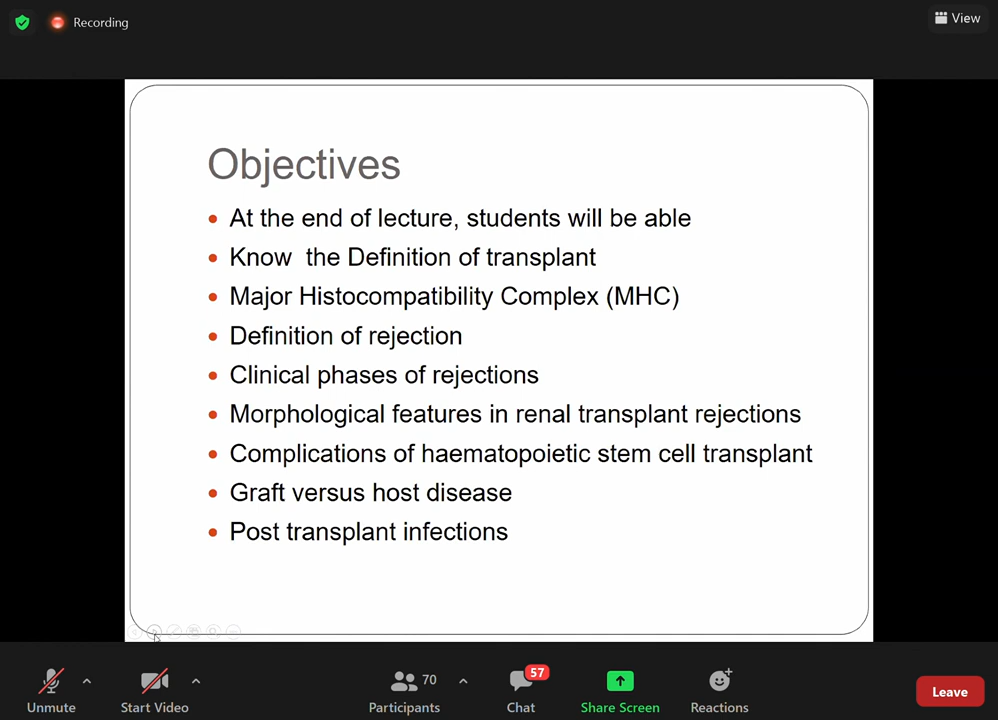 Recording
View
Objectives
At the end of lecture, students will be able
Know the Definition of transplant
Major Histocompatibility Complex (MHC)
Definition of rejection
Clinical phases of rejections
Morphological features in renal transplant rejections
Complications of haematopoietic stem cell transplant
Graft versus host disease
Post transplant infections
70
57
Unmute
Start Video
Participants
Chat
Share Screen
Reactions
Leave